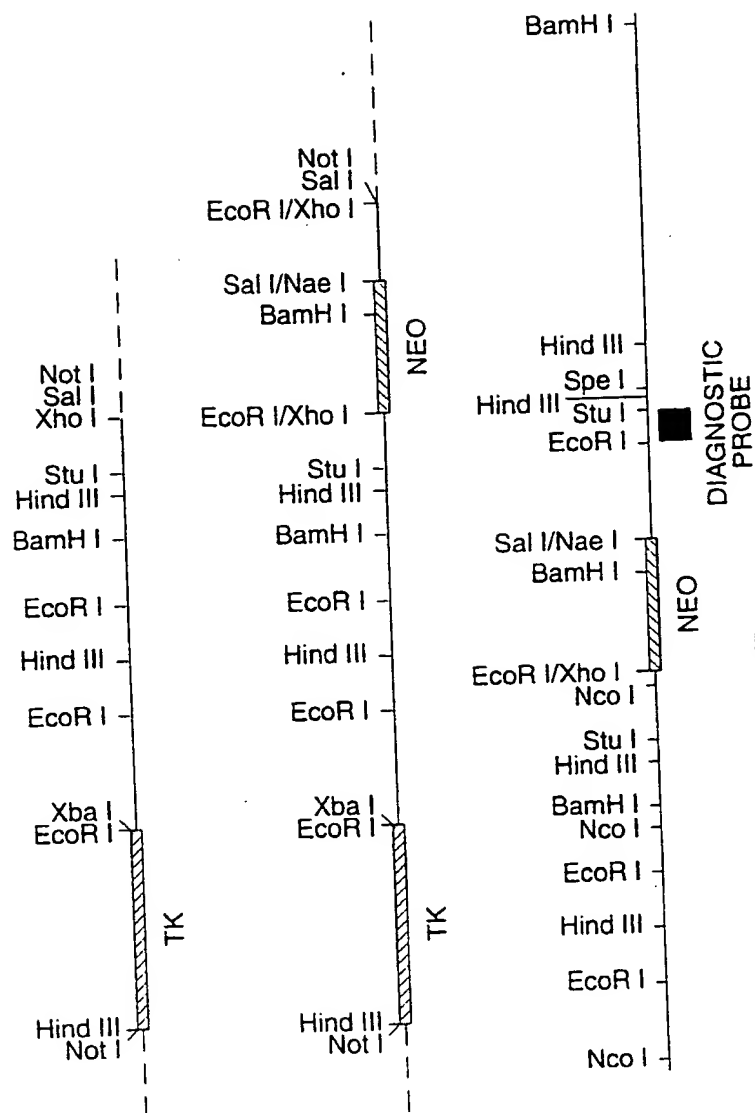 Not I
Sal I
Xho I
Stu I
Hind III
BamH I
EcoR I
Hind III
EcoR I
Xba I
EcoR I
TK
Hind III
Not I
Not I
Sal I
EcoR I/Xho I
Sal I/Nae I
BamH I
NEO
EcoR I/Xho I
Stu I
Hind III
BamH I
EcoR I
Hind III
EcoR I
Xba I
EcoR I
TK
Hind III
Not I
BamH I
Hind III
Spe I
Hind III
Stu I
EcoR I
DIAGNOSTIC
PROBE
Sal I/Nae I
BamH I
NEO
EcoR I/Xho I
Nco I
Stu I
Hind III
BamH I
Nco I
EcoR I
Hind III
EcoR I
Nco I